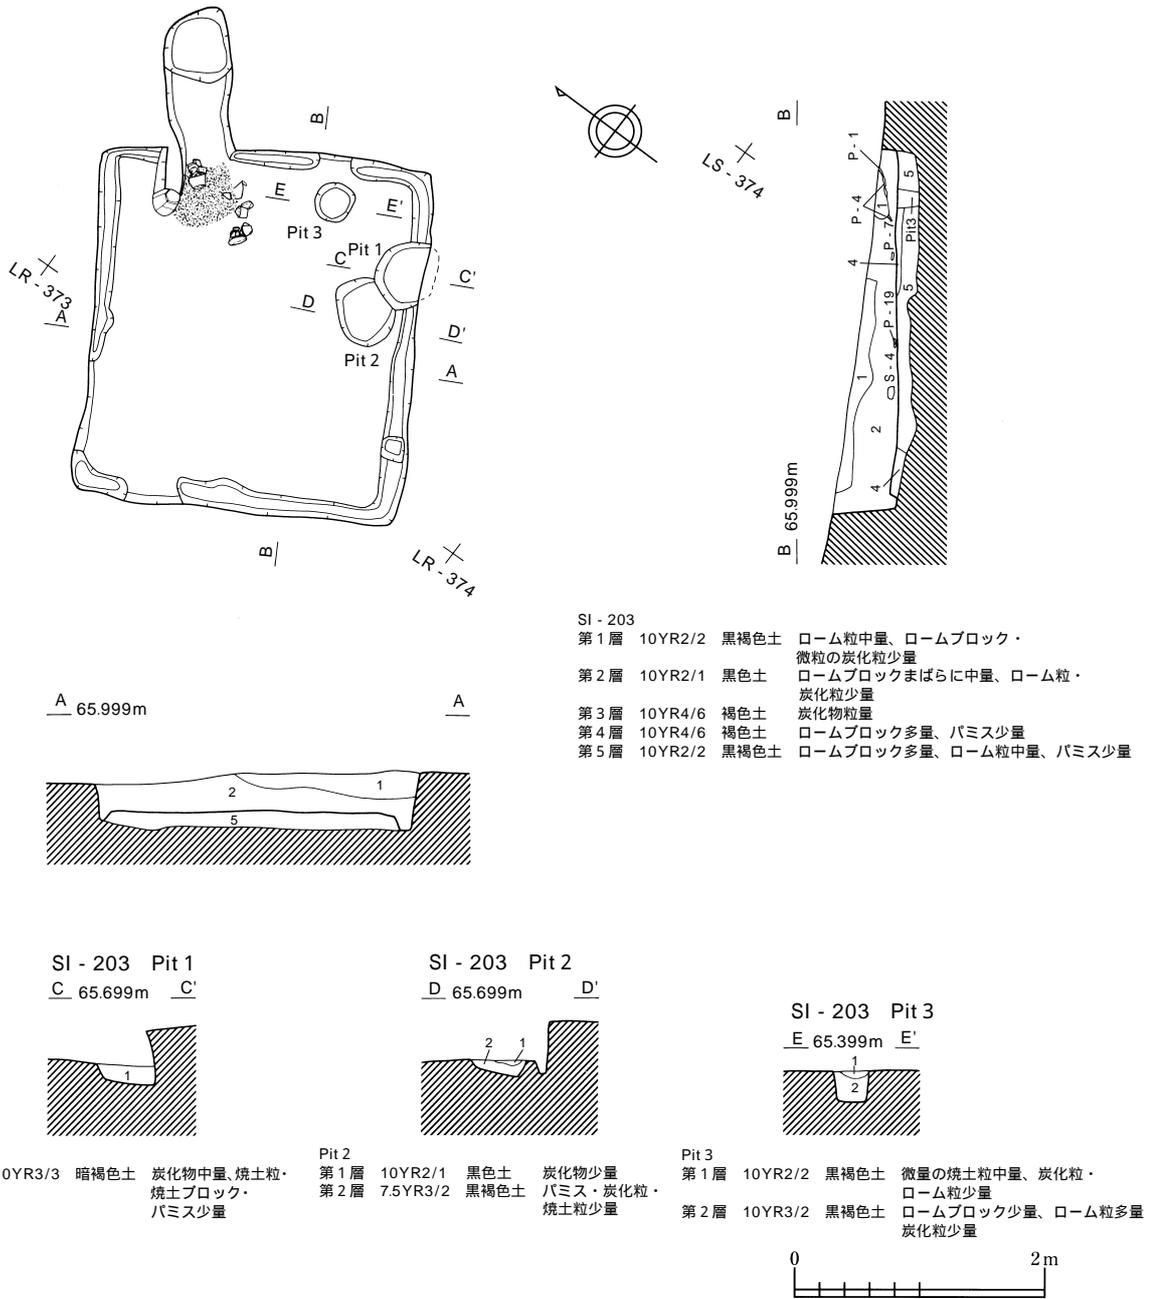 B
LS - 374
E
E'
Pit 3
Pit 1
C
C'
LR - 373
A
D
D'
Pit 2
A
B
LR - 374
B
P - 1
5
P - 4
1
P - 7
Pit3
4
5
P - 19
1
S - 4
2
4
B 65.999m
SI - 203
第1層 10YR2/2 黒褐色土 ローム粒中量、ロームブロック・
微粒の炭化粒少量
第2層 10YR2/1 黒色土 ロームブロックまばらに中量、ローム粒・
炭化粒少量
第3層 10YR4/6 褐色土 炭化物粒量
第4層 10YR4/6 褐色土 ロームブロック多量、パミス少量
第5層 10YR2/2 黒褐色土 ロームブロック多量、ローム粒中量、パミス少量
A 65.999m A
2 1
5
SI - 203 Pit 1
C 65.699m C'
1
0YR3/3 暗褐色土 炭化物中量、焼土粒・
焼土ブロック・
パミス少量
SI - 203 Pit 2
D 65.699m D'
2 1
Pit 2
第1層 10YR2/1 黒色土 炭化物少量
第2層 7.5YR3/2 黒褐色土 パミス・炭化粒・
焼土粒少量
SI - 203 Pit 3
E 65.399m E'
1
2
Pit 3
第1層 10YR2/2 黒褐色土 微量の焼土粒中量、炭化粒・
ローム粒少量
第2層 10YR3/2 黒褐色土 ロームブロック少量、ローム粒多量
炭化粒少量
0 2m